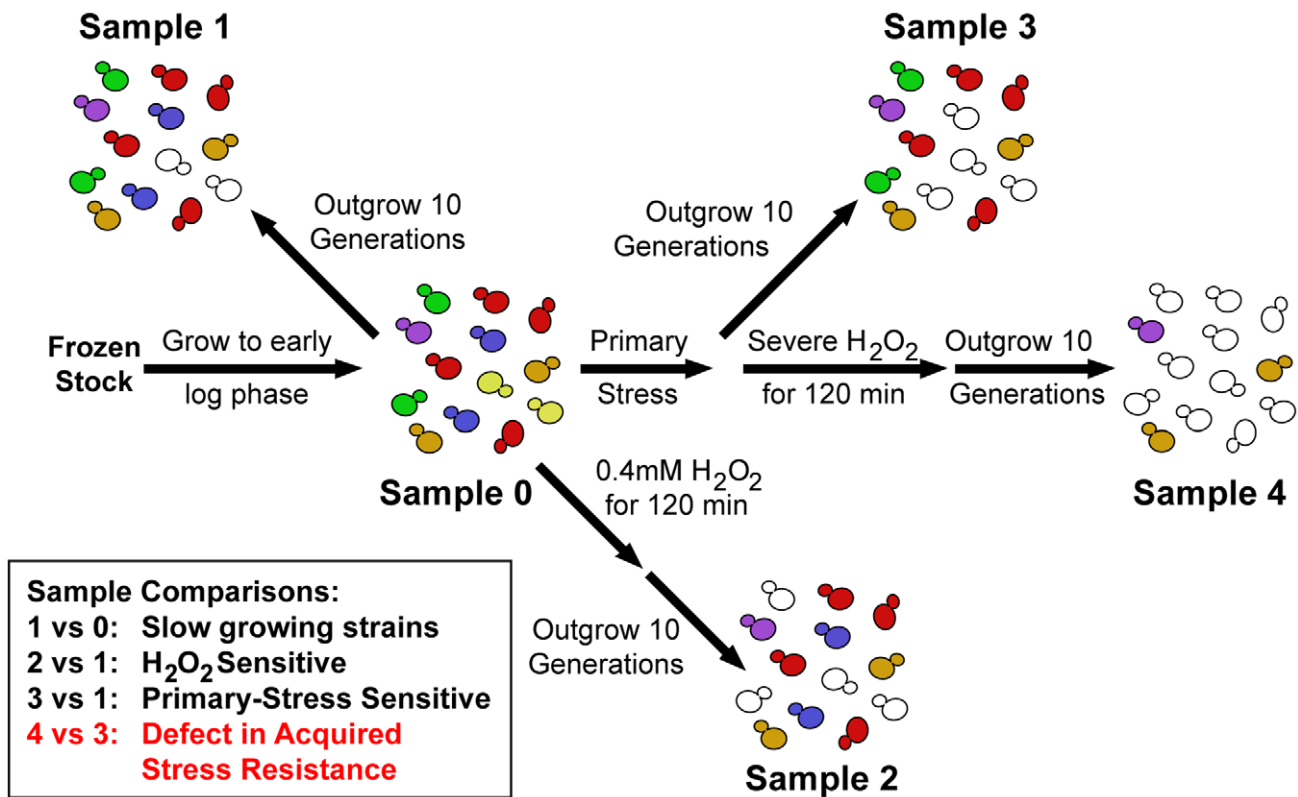 Sample 1
Sample 3
Outgrow 10
Generations
Outgrow 10
Generations
Frozen
Stock
Grow to early
log phase
Primary
Stress
Severe H₂O₂
for 120 min
Outgrow 10
Generations
Sample 0
Sample 4
0.4mM H₂O₂
for 120 min
Outgrow 10
Generations
Sample 2
Sample Comparisons:
1 vs 0: Slow growing strains
2 vs 1: H₂O₂ Sensitive
3 vs 1: Primary-Stress Sensitive
4 vs 3: Defect in Acquired
Stress Resistance